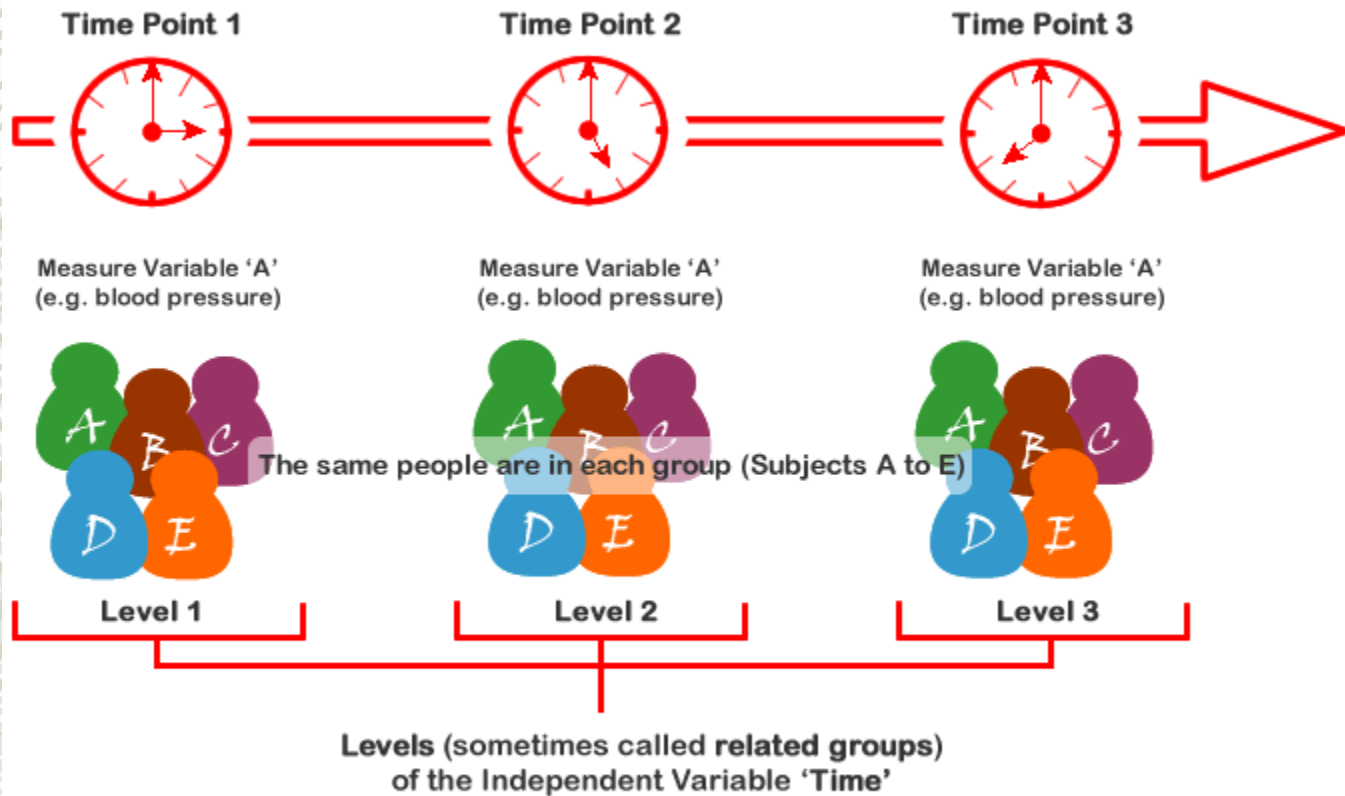 Time Point 1
Time Point 2
Time Point 3
Measure Variable ‘A’
(e.g. blood pressure)
Measure Variable ‘A’
(e.g. blood pressure)
Measure Variable ‘A’
(e.g. blood pressure)
A
B
C
D
E
A
B
C
D
E
A
B
C
D
E
The same people are in each group (Subjects A to E)
Level 1
Level 2
Level 3
Levels (sometimes called related groups)
of the Independent Variable ‘Time’